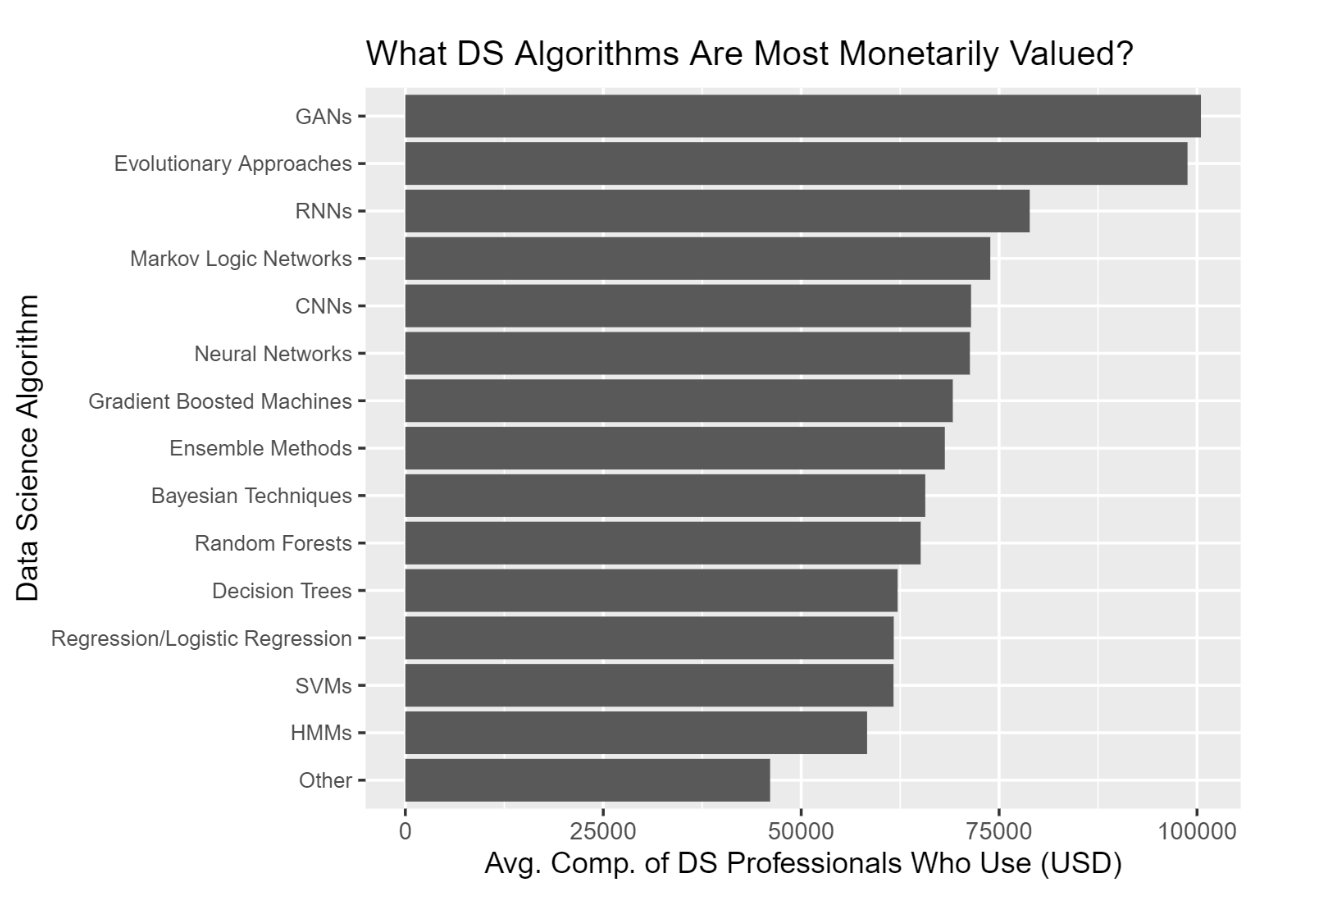 What DS Algorithms Are Most Monetarily Valued?
GANs
Evolutionary Approaches
RNNs
Markov Logic Networks
CNNs
Neural Networks
Gradient Boosted Machines
Ensemble Methods
Bayesian Techniques
Random Forests
Decision Trees
Regression/Logistic Regression
SVMs
HMMs
Other
Data Science Algorithm
0 25000 50000 75000 100000
Avg. Comp. of DS Professionals Who Use (USD)